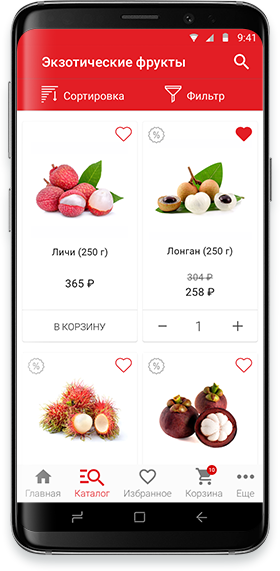 9:41
Экзотические фрукты
Сортировка
Фильтр
%
Личи (250 г)
Лонган (250 г)
365 ₽
304 ₽
258 ₽
В КОРЗИНУ
− 1 +
%
%
10
Главная
Каталог
Избранное
Корзина
Еще